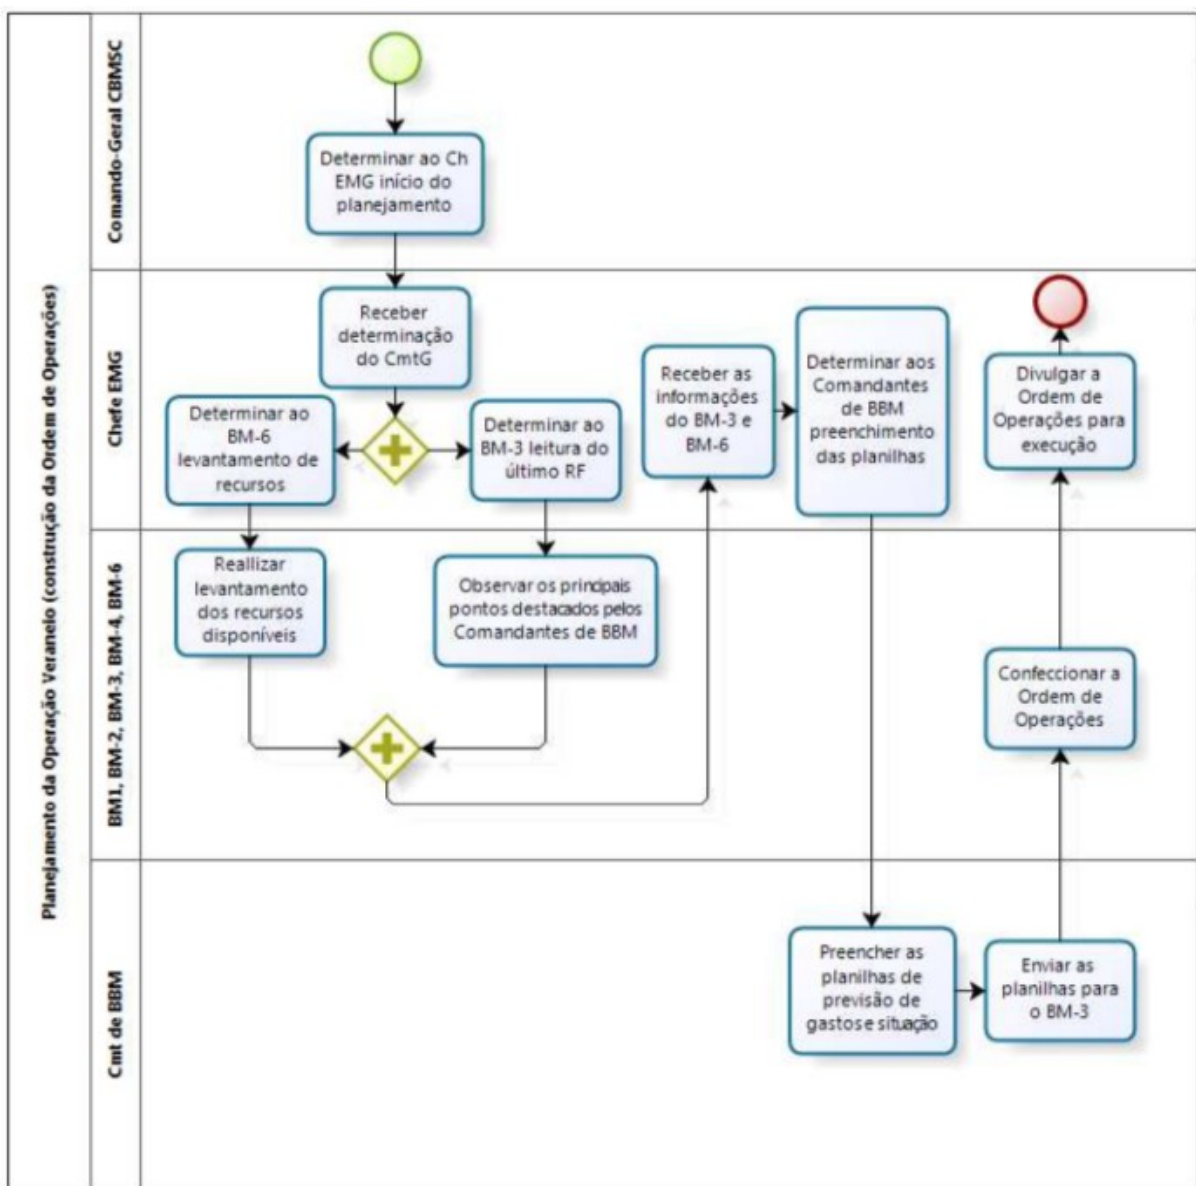 Planejamento da Operação Veraneio (construção da Ordem de Operações)
Comando-Geral CBMSC
Determinar ao Ch
EMG início do
planejamento
Chefe EMG
Receber
determinação
do CmtG
Determinar ao
BM-6
levantamento de
recursos
Determinar ao
BM-3 leitura do
último RF
Receber as
informações
do BM-3 e
BM-6
Determinar aos
Comandantes
de BBM
preenchimento
das planilhas
Divulgar a
Ordem de
Operações para
execução
BM1, BM-2, BM-3, BM-4, BM-6
Reallizar
levantamento
dos recursos
disponíveis
Observar os principais
pontos destacados pelos
Comandantes de BBM
Confeccionar a
Ordem de
Operações
Cmt de BBM
Preencher as
planilhas de
previsão de
gastos e situação
Enviar as
planilhas para
o BM-3